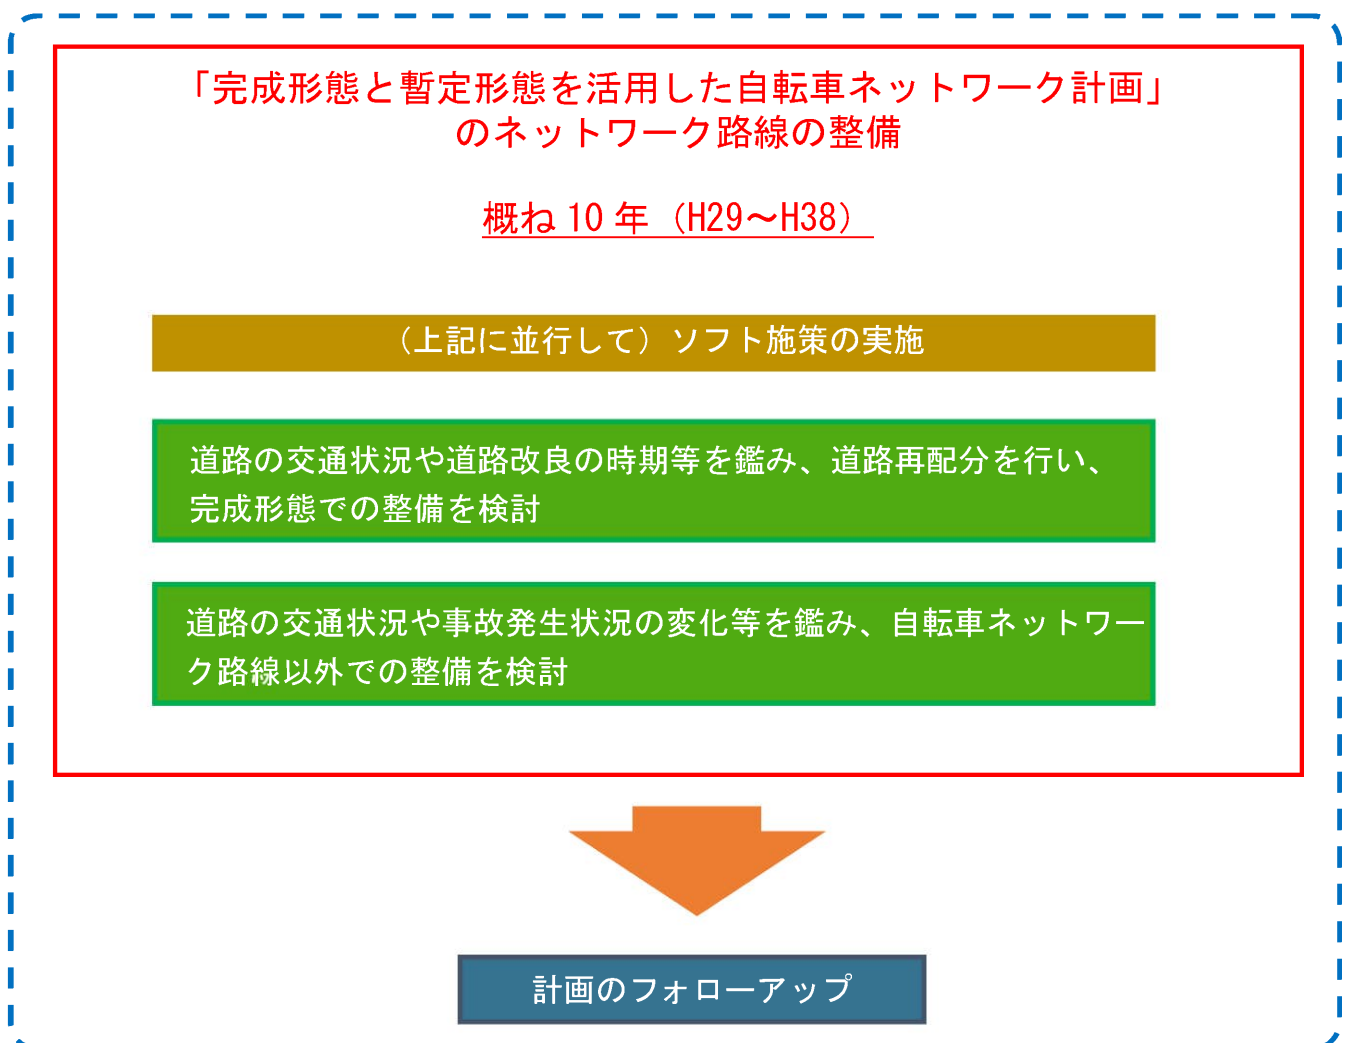 「完成形態と暫定形態を活用した自転車ネットワーク計画」
のネットワーク路線の整備
概ね 10 年（H29～H38）
（上記に並行して）ソフト施策の実施
道路の交通状況や道路改良の時期等を鑑み、道路再配分を行い、
完成形態での整備を検討
道路の交通状況や事故発生状況の変化等を鑑み、自転車ネットワー
ク路線以外での整備を検討
計画のフォローアップ